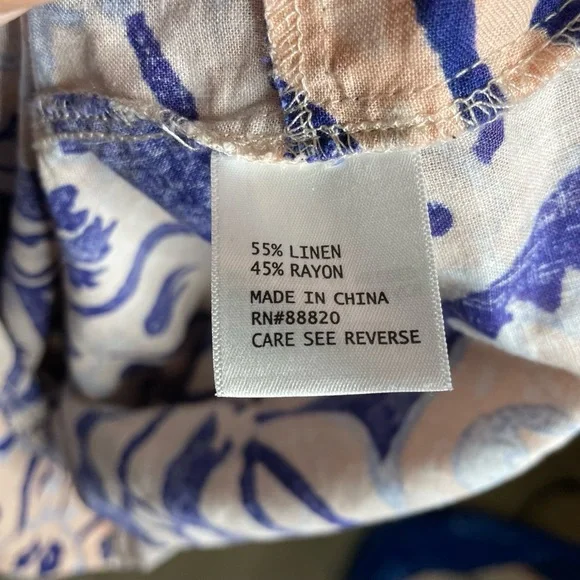 55% LINEN
45% RAYON
MADE IN CHINA
RN#88820
CARE SEE REVERSE